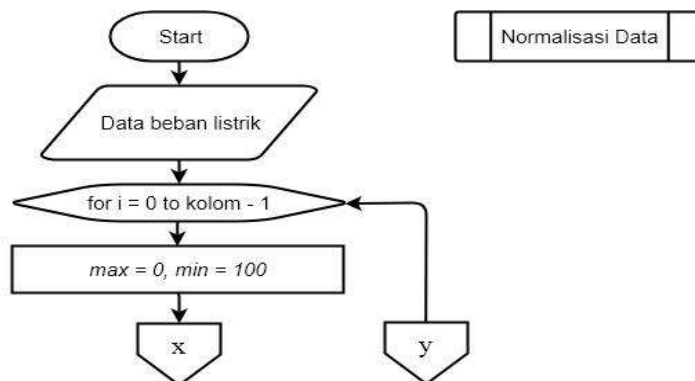 Start
Normalisasi Data
Data beban listrik
for i = 0 to kolom - 1
max = 0, min = 100
x
y